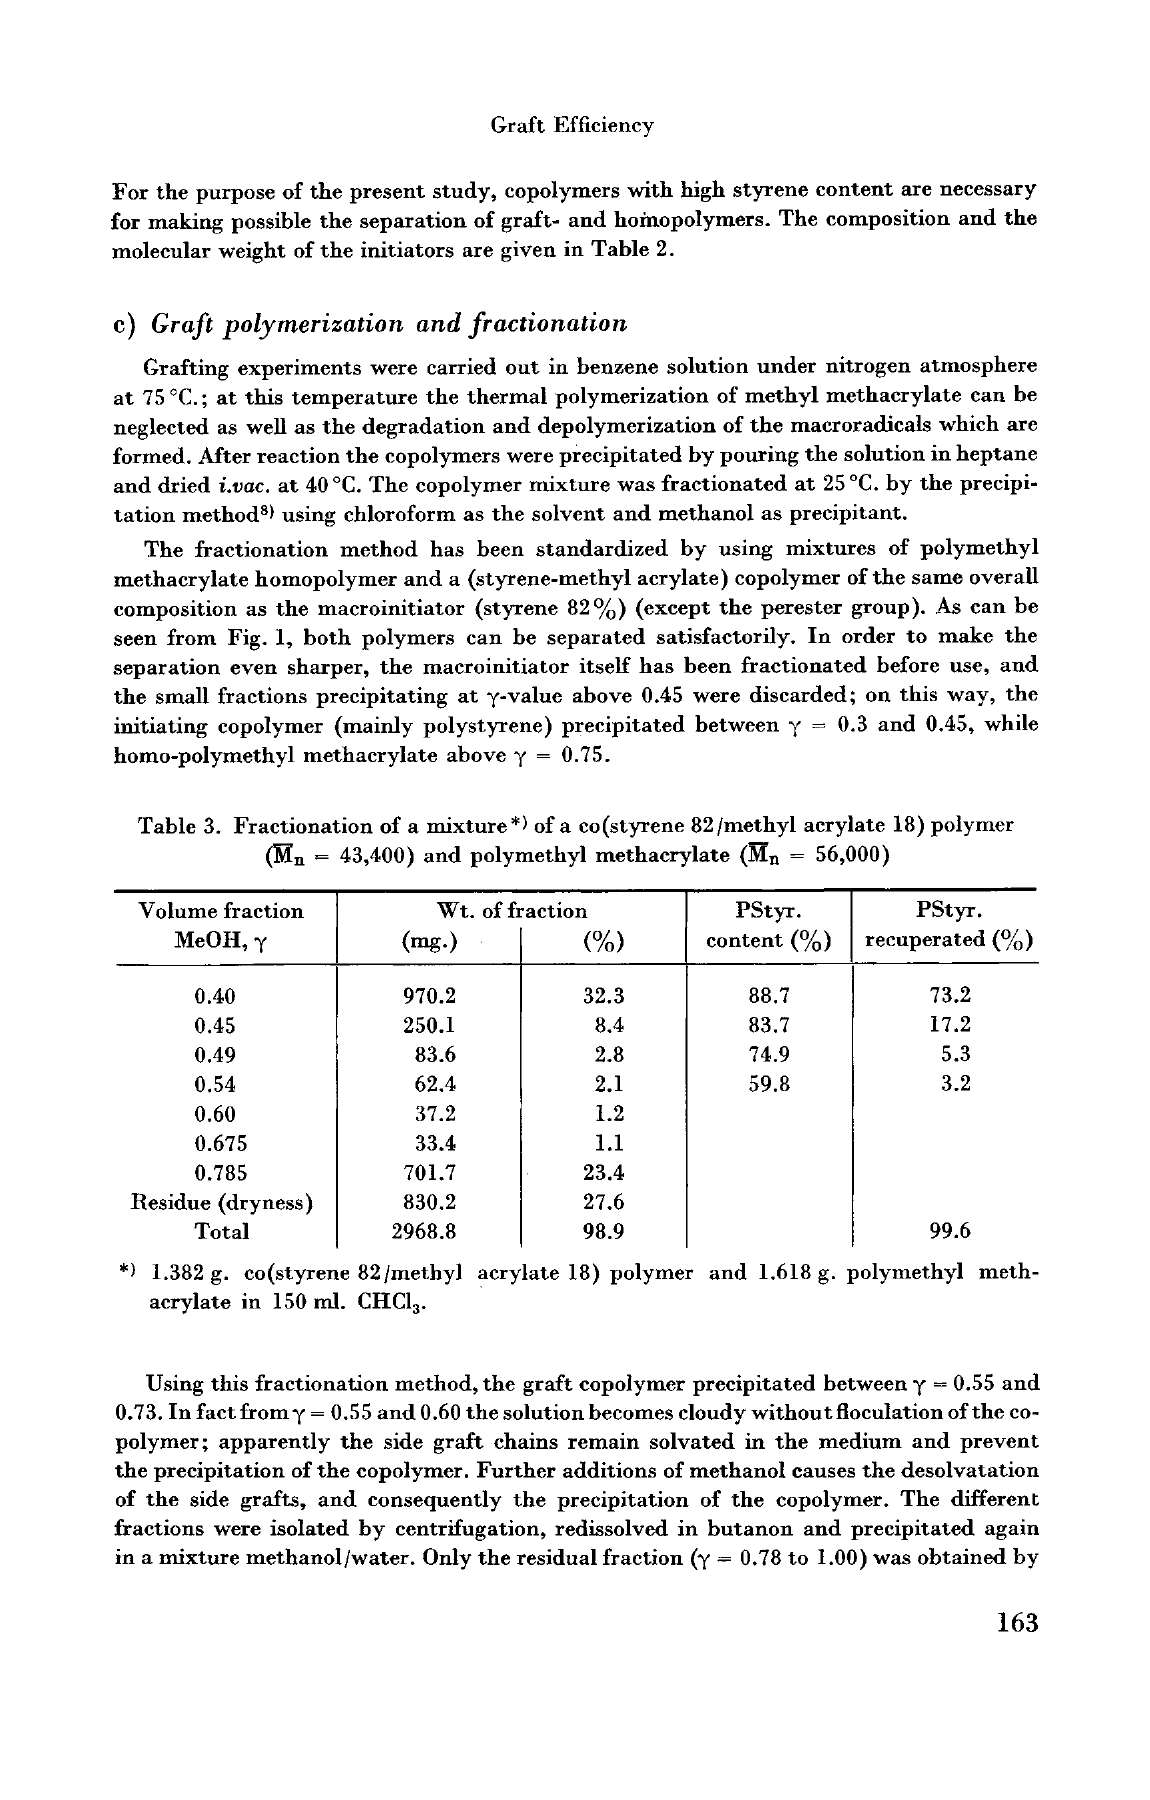 Graft Efficiency
For the purpose of the present study, copolymers with high styrene content are necessary
for making possible the separation of graft- and homopolymers. The composition and the
molecular weight of the initiators are given in Table 2.
c) Graft polymerization and fractionation
Grafting experiments were carried out in benzene solution under nitrogen atmosphere
at 75 °C.; at this temperature the thermal polymerization of methyl methacrylate can be
neglected as well as the degradation and depolymerization of the macroradicals which are
formed. After reaction the copolymers were precipitated by pouring the solution in heptane
and dried i.vac. at 40 °C. The copolymer mixture was fractionated at 25 °C. by the precipi-
tation method⁸⁾ using chloroform as the solvent and methanol as precipitant.
The fractionation method has been standardized by using mixtures of polymethyl
methacrylate homopolymer and a (styrene-methyl acrylate) copolymer of the same overall
composition as the macroinitiator (styrene 82%) (except the perester group). As can be
seen from Fig. 1, both polymers can be separated satisfactorily. In order to make the
separation even sharper, the macroinitiator itself has been fractionated before use, and
the small fractions precipitating at γ-value above 0.45 were discarded; on this way, the
initiating copolymer (mainly polystyrene) precipitated between γ = 0.3 and 0.45, while
homo-polymethyl methacrylate above γ = 0.75.
Table 3. Fractionation of a mixture*⁾ of a co(styrene 82/methyl acrylate 18) polymer
(M̅n = 43,400) and polymethyl methacrylate (M̅n = 56,000)
Volume fraction Wt. of fraction PStyr. PStyr.
MeOH, γ (mg.) (%) content (%) recuperated (%)
0.40 970.2 32.3 88.7 73.2
0.45 250.1 8.4 83.7 17.2
0.49 83.6 2.8 74.9 5.3
0.54 62.4 2.1 59.8 3.2
0.60 37.2 1.2
0.675 33.4 1.1
0.785 701.7 23.4
Residue (dryness) 830.2 27.6
Total 2968.8 98.9 99.6
*⁾ 1.382 g. co(styrene 82/methyl acrylate 18) polymer and 1.618 g. polymethyl meth-
acrylate in 150 ml. CHCl₃.
Using this fractionation method, the graft copolymer precipitated between γ = 0.55 and
0.73. In fact from γ = 0.55 and 0.60 the solution becomes cloudy without floculation of the co-
polymer; apparently the side graft chains remain solvated in the medium and prevent
the precipitation of the copolymer. Further additions of methanol causes the desolvatation
of the side grafts, and consequently the precipitation of the copolymer. The different
fractions were isolated by centrifugation, redissolved in butanon and precipitated again
in a mixture methanol/water. Only the residual fraction (γ = 0.78 to 1.00) was obtained by
163